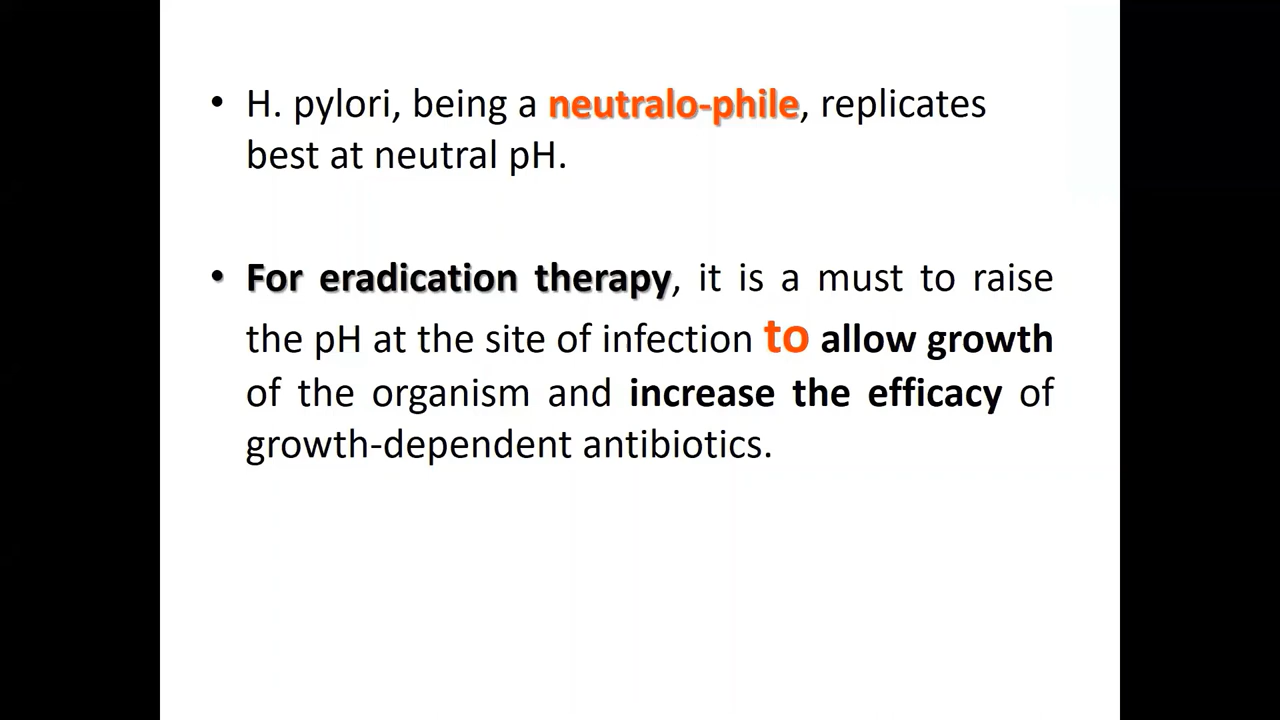 • H. pylori, being a neutralo-phile, replicates
best at neutral pH.
• For eradication therapy, it is a must to raise
the pH at the site of infection to allow growth
of the organism and increase the efficacy of
growth-dependent antibiotics.